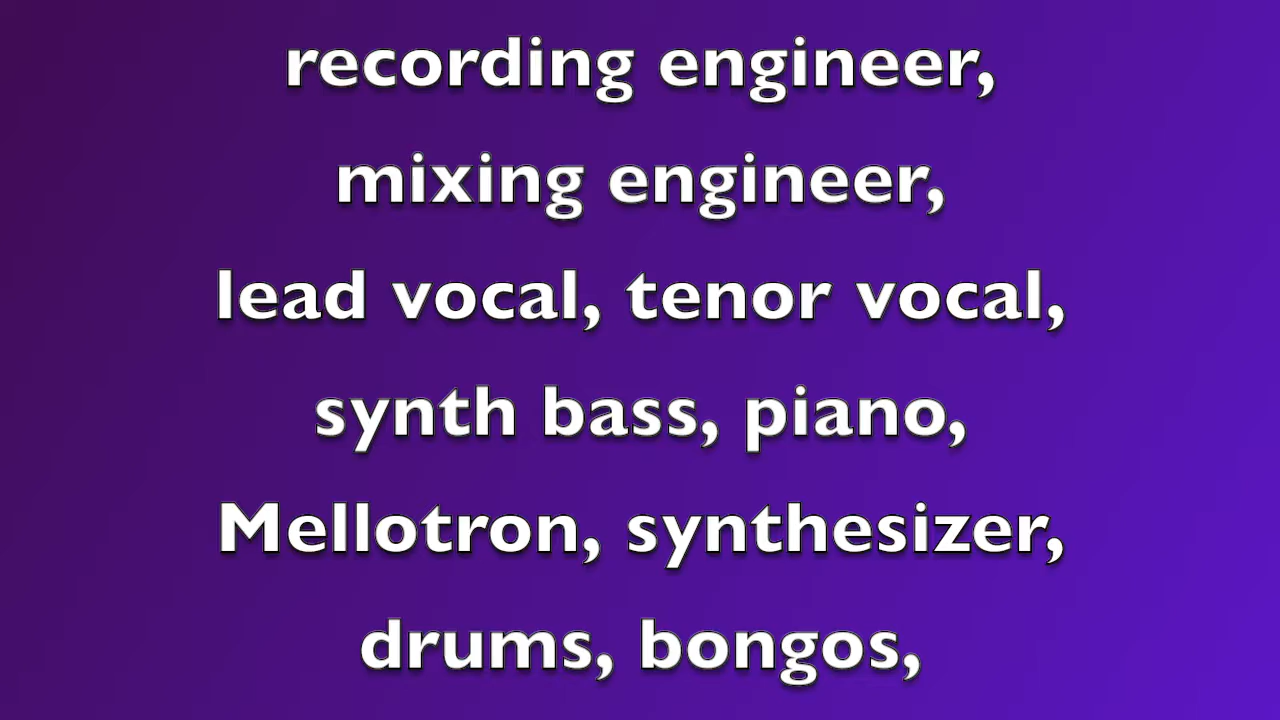 recording engineer,
mixing engineer,
lead vocal, tenor vocal,
synth bass, piano,
Mellotron, synthesizer,
drums, bongos,